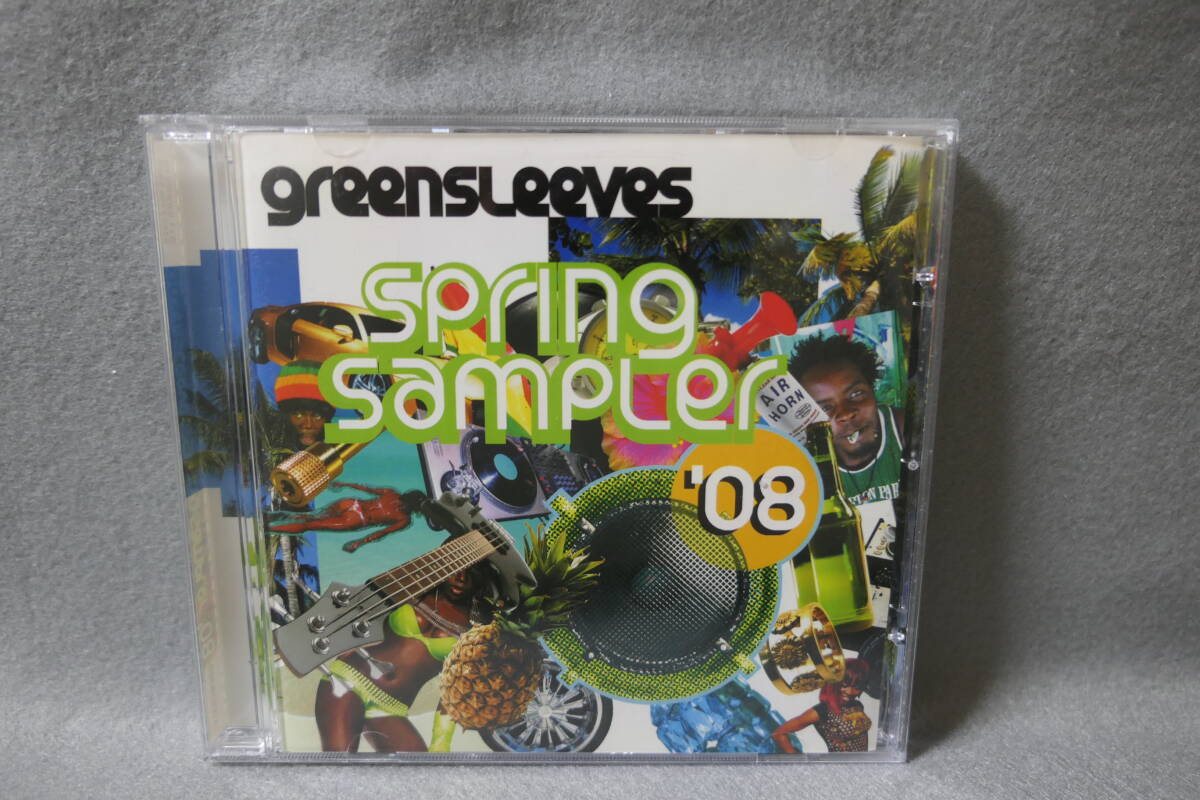 greensleeves
spring
sampler
'08
AIR
HORN